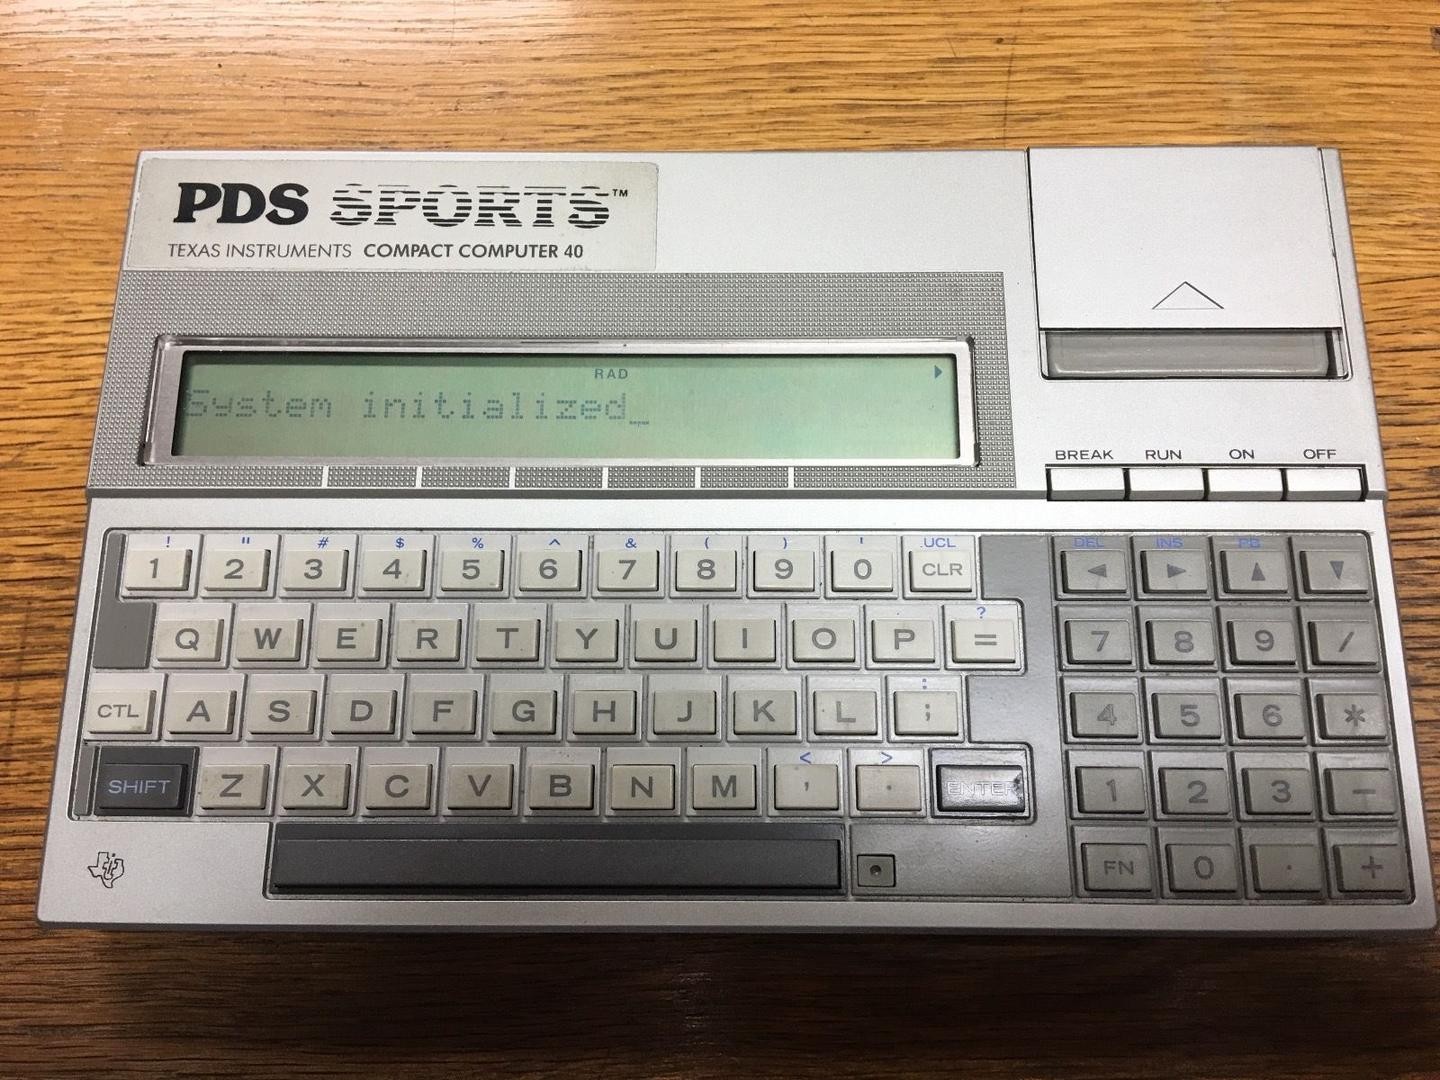 PDS SPORTS™
TEXAS INSTRUMENTS COMPACT COMPUTER 40
RAD
System initialized_
BREAK RUN ON OFF
! " # $ % ^ & ( ) ' UCL DEL INS PB
1 2 3 4 5 6 7 8 9 0 CLR
?
Q W E R T Y U I O P = 7 8 9 /
:
CTL A S D F G H J K L ; 4 5 6 *
< >
SHIFT Z X C V B N M , . ENTER 1 2 3 −
FN 0 . +